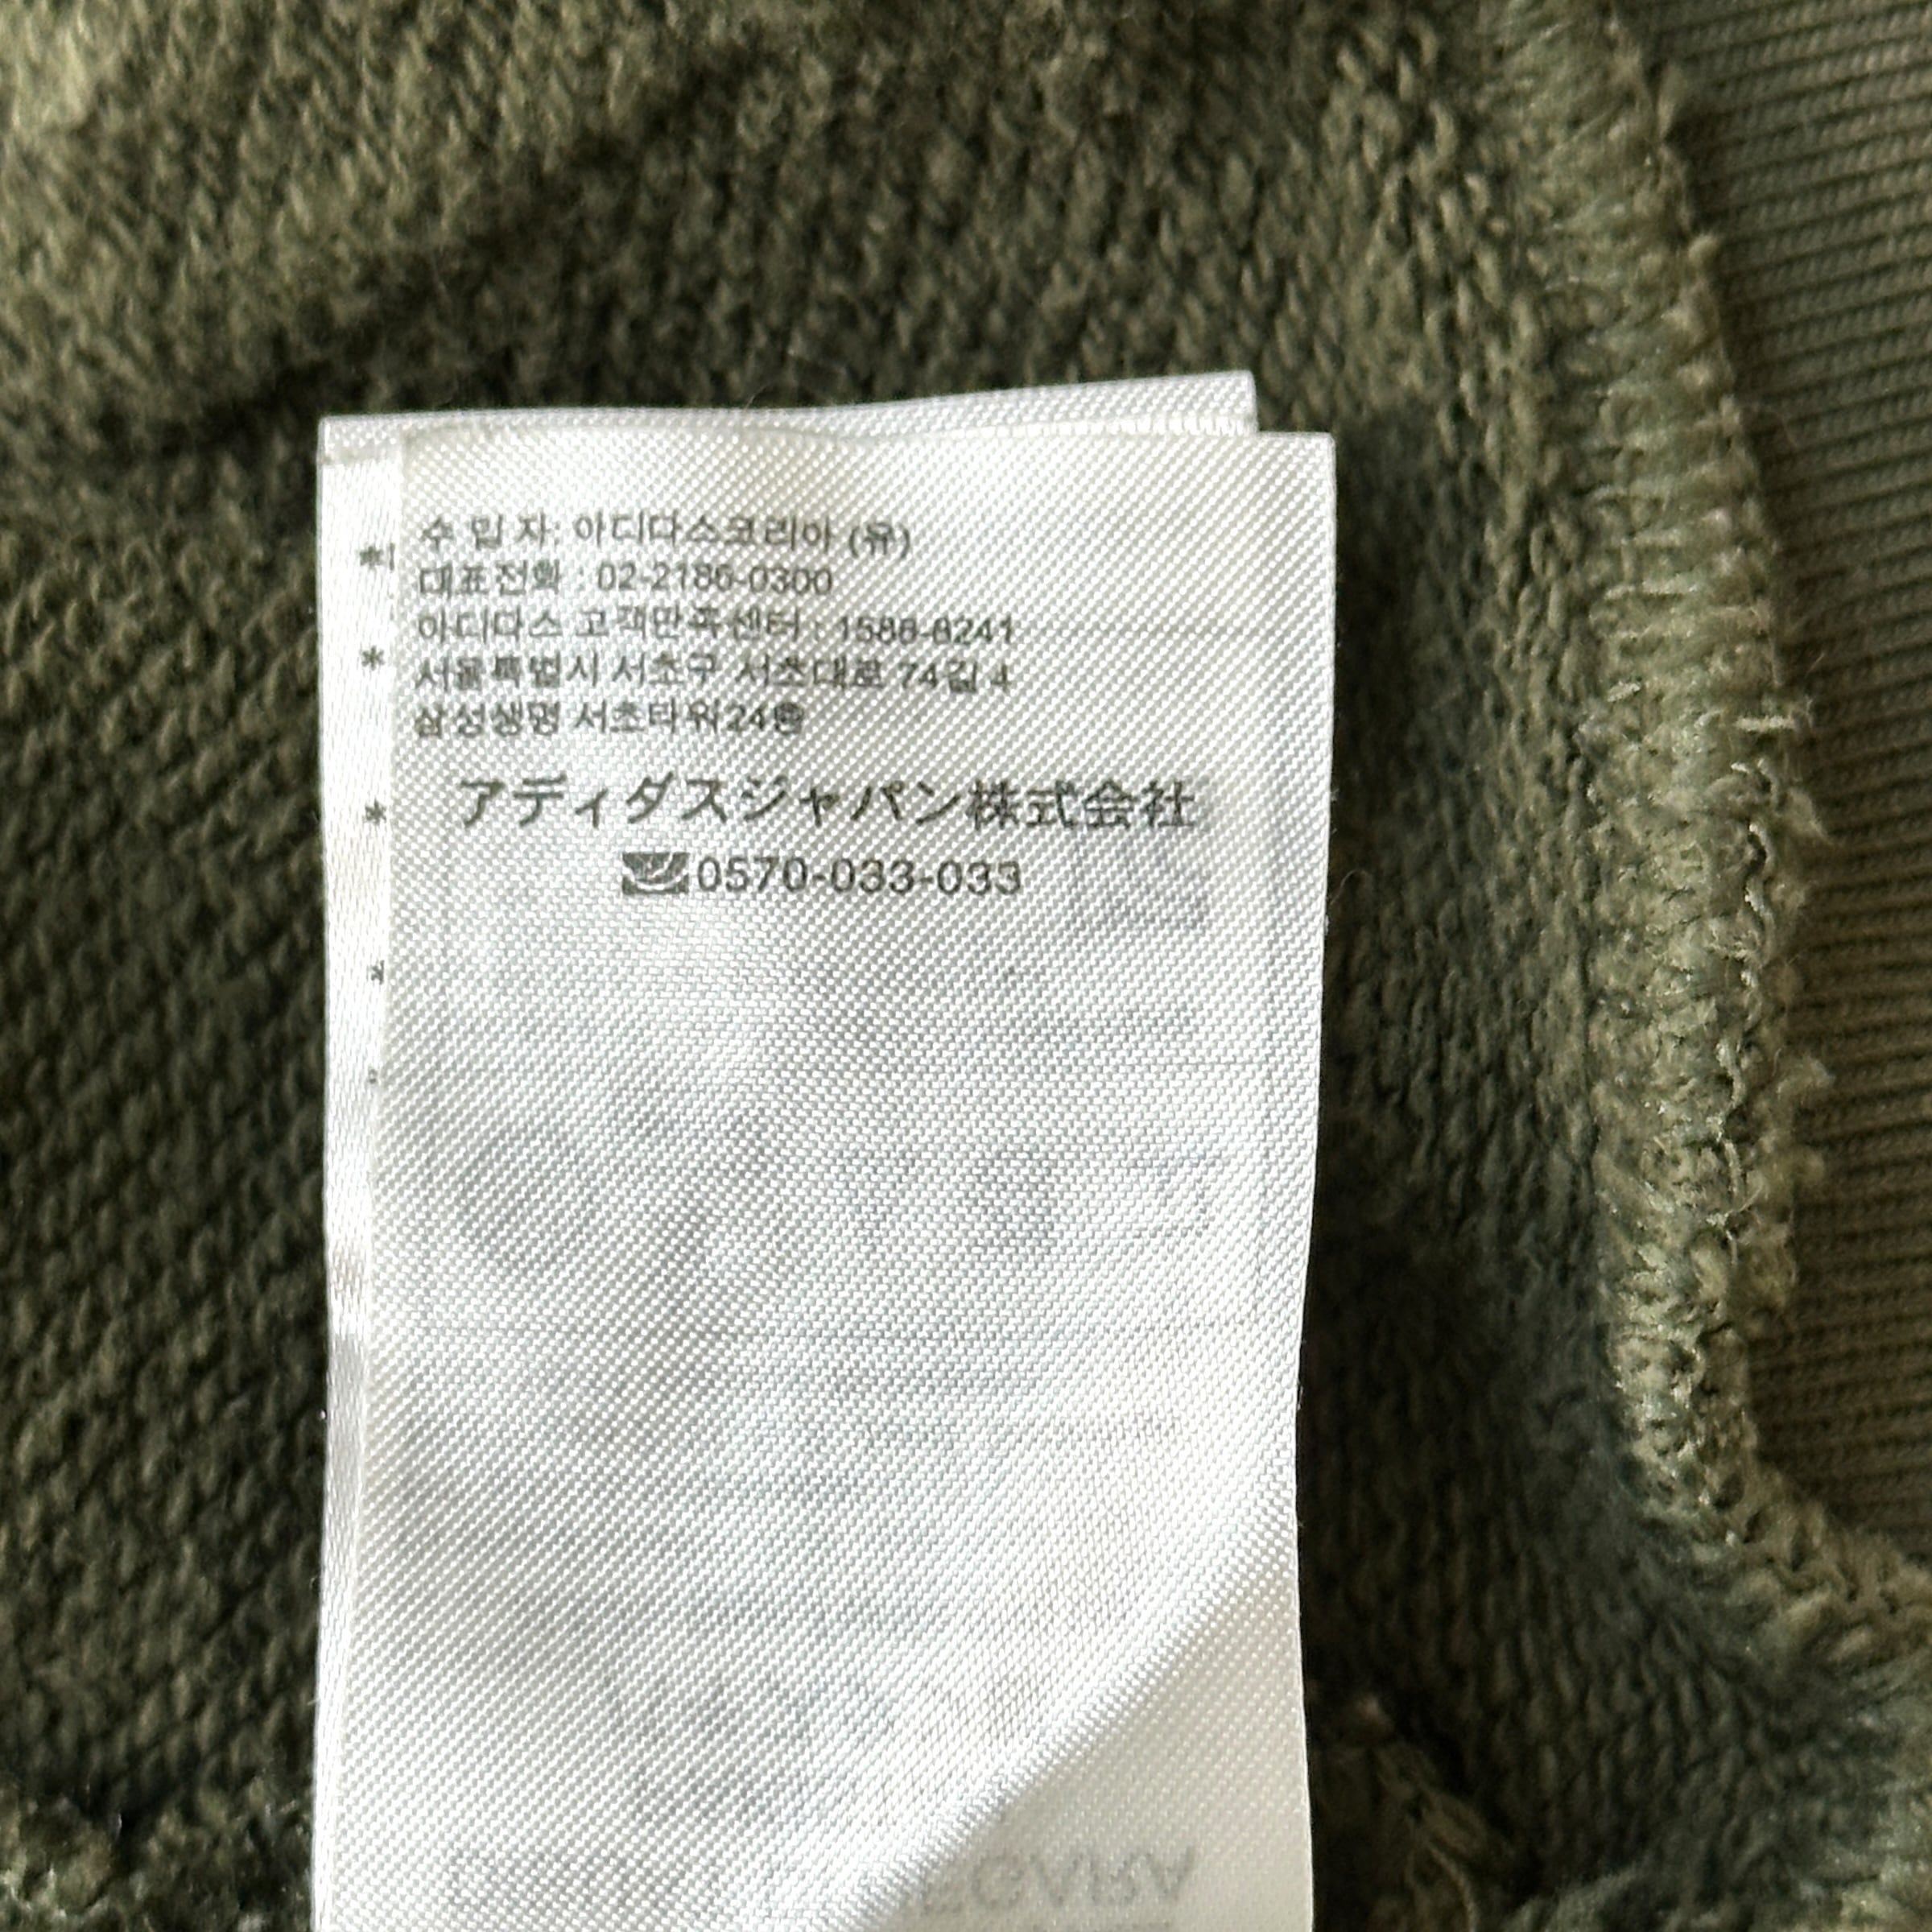 수 입 자: 아디다스코리아 (유)
대표전화 : 02-2186-0300
아디다스 고객만족센터 : 1588-8241
서울특별시 서초구 서초대로 74길 4
삼성생명 서초타워24층
アディダスジャパン株式会社
0570-033-033